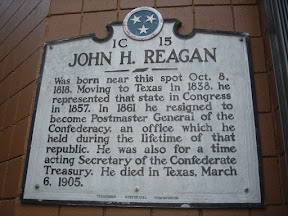 1C 15
JOHN H. REAGAN
Was born near this spot Oct. 8,
1818. Moving to Texas in 1838, he
represented that state in Congress
in 1857. In 1861 he resigned to
become Postmaster General of the
Confederacy, an office which he
held during the lifetime of that
republic. He was also for a time
acting Secretary of the Confederate
Treasury. He died in Texas, March
6, 1905.
TENNESSEE HISTORICAL COMMISSION